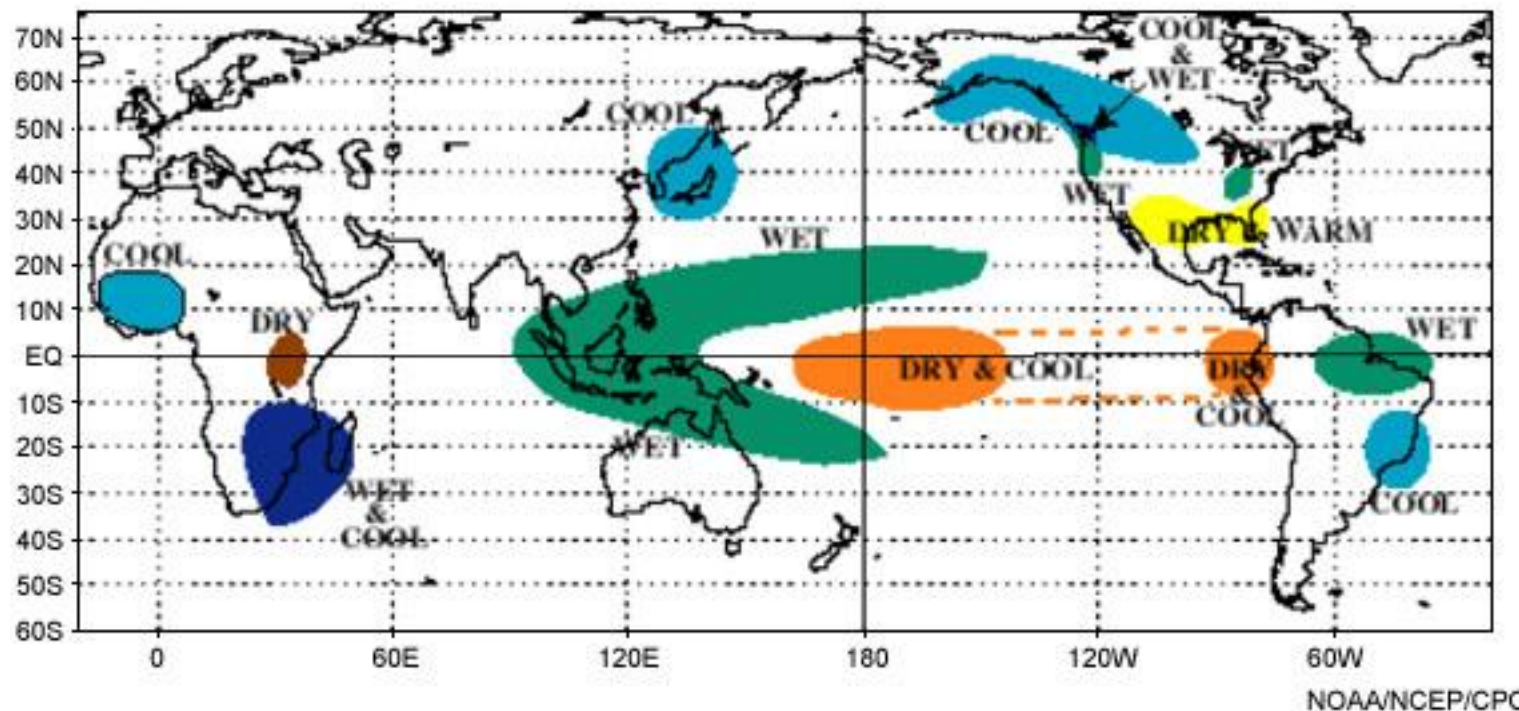 COOL
&
WET
70N
60N
50N
40N
30N
20N
10N
EQ
10S
20S
30S
40S
50S
60S
COOL
COOL
WET
WET
DRY & WARM
COOL
WET
DRY
WET
DRY & COOL
DRY
&
COOL
WET
WET
&
COOL
COOL
0
60E
120E
180
120W
60W
NOAA/NCEP/CPC